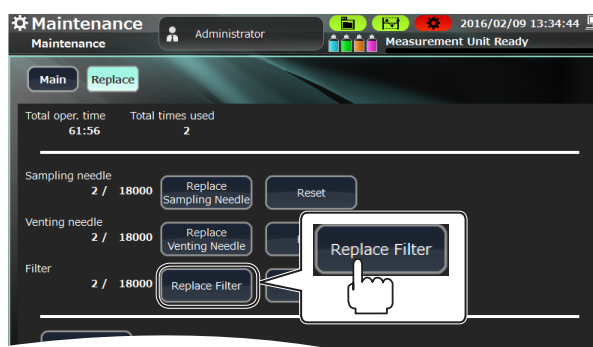 Maintenance
Maintenance
Administrator
2016/02/09 13:34:44
Measurement Unit Ready
Main
Replace
Total oper. time
61:56
Total times used
2
Sampling needle
2 / 18000
Replace
Sampling Needle
Reset
Venting needle
2 / 18000
Replace
Venting Needle
Filter
2 / 18000
Replace Filter
Replace Filter